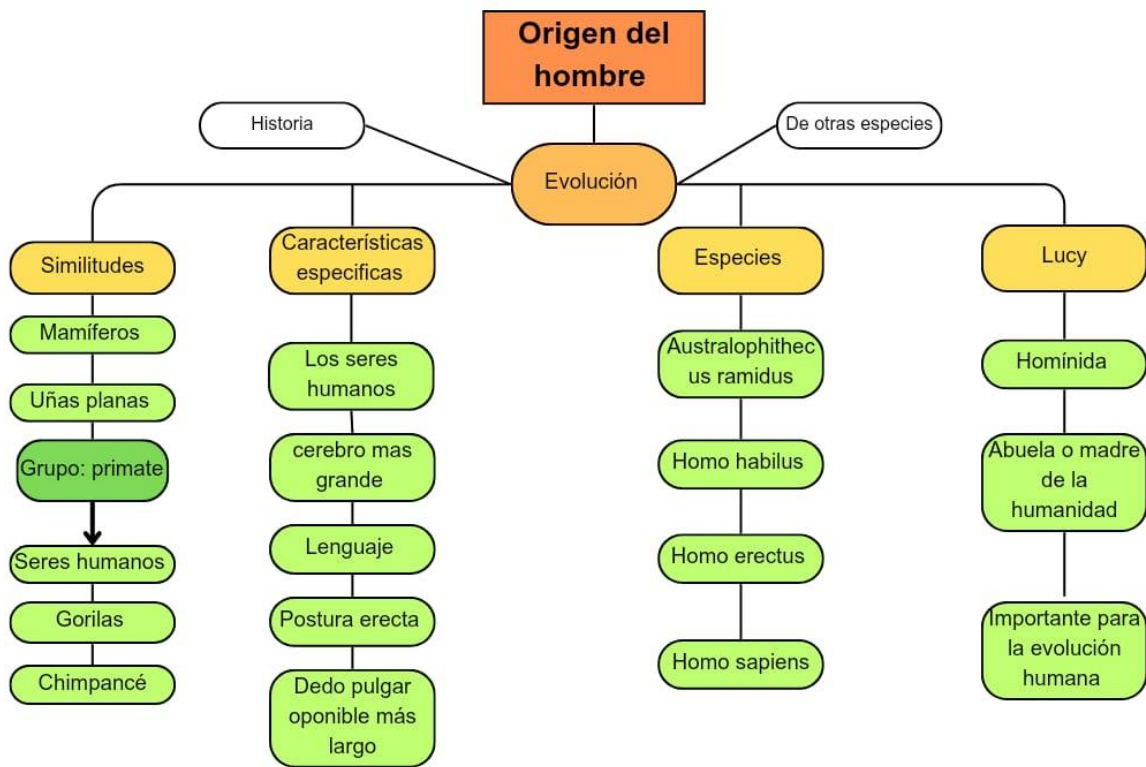 Origen del
hombre
Historia
De otras especies
Evolución
Similitudes
Mamíferos
Uñas planas
Grupo: primate
Seres humanos
Gorilas
Chimpancé
Característicias
especificas
Los seres
humanos
cerebro mas
grande
Lenguaje
Postura erecta
Dedo pulgar
oponible más
largo
Especies
Australophithec
us ramidus
Homo habilus
Homo erectus
Homo sapiens
Lucy
Homínida
Abuela o madre
de la
humanidad
Importante para
la evolución
humana